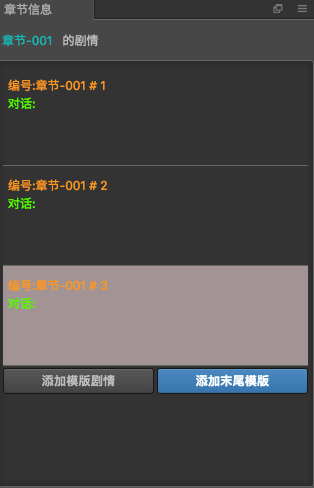 章节信息
章节-001 的剧情
编号:章节-001 # 1
对话:
编号:章节-001 # 2
对话:
编号:章节-001 # 3
对话:
添加模版剧情 添加末尾模版